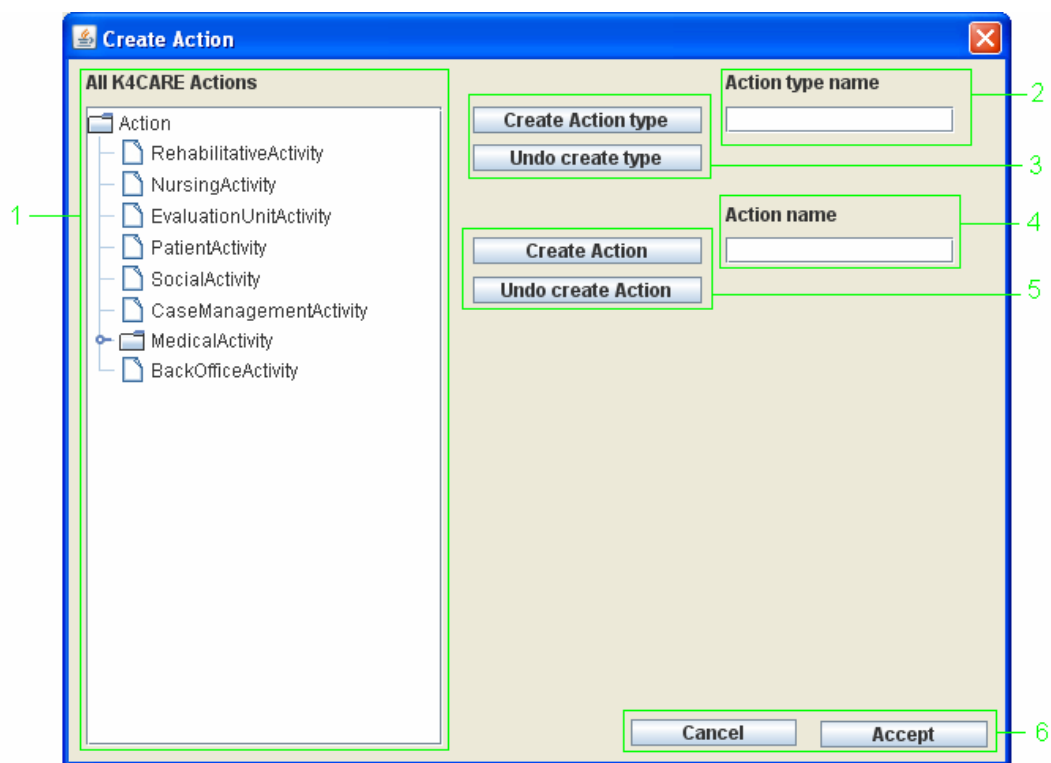 Create Action
All K4CARE Actions
Action
RehabilitativeActivity
NursingActivity
EvaluationUnitActivity
PatientActivity
SocialActivity
CaseManagementActivity
MedicalActivity
BackOfficeActivity
1
Create Action type
Undo create type
Action type name
2
3
Create Action
Undo create Action
Action name
4
5
Cancel
Accept
6